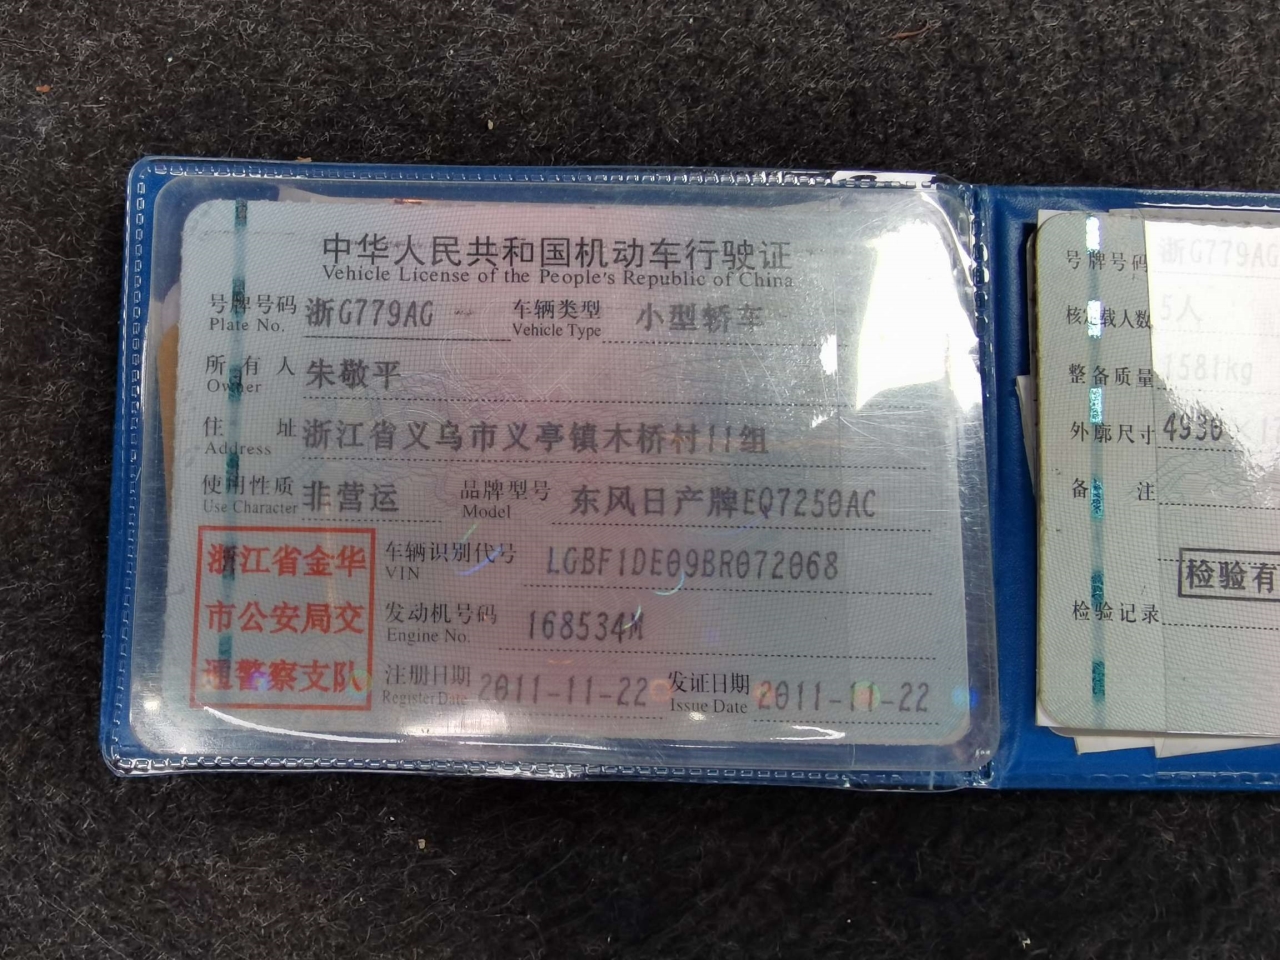 中华人民共和国机动车行驶证
Vehicle License of the People's Republic of China
号牌号码 浙G779AG 车辆类型 小型轿车
Plate No. Vehicle Type
所有人 朱敬平
Owner
住址 浙江省义乌市义亭镇木桥村11组
Address
使用性质 非营运 品牌型号 东风日产牌EQ7250AC
Use Character Model
浙江省金华
市公安局交
通警察支队
车辆识别代号 LGBF1DE09BR072068
VIN
发动机号码 168534M
Engine No.
注册日期 2011-11-22 发证日期 2011-11-22
Register Date Issue Date
号牌号码 浙G779AG
核定载人数 5人
整备质量 1581kg
外廓尺寸 4930
备注
检验有
检验记录